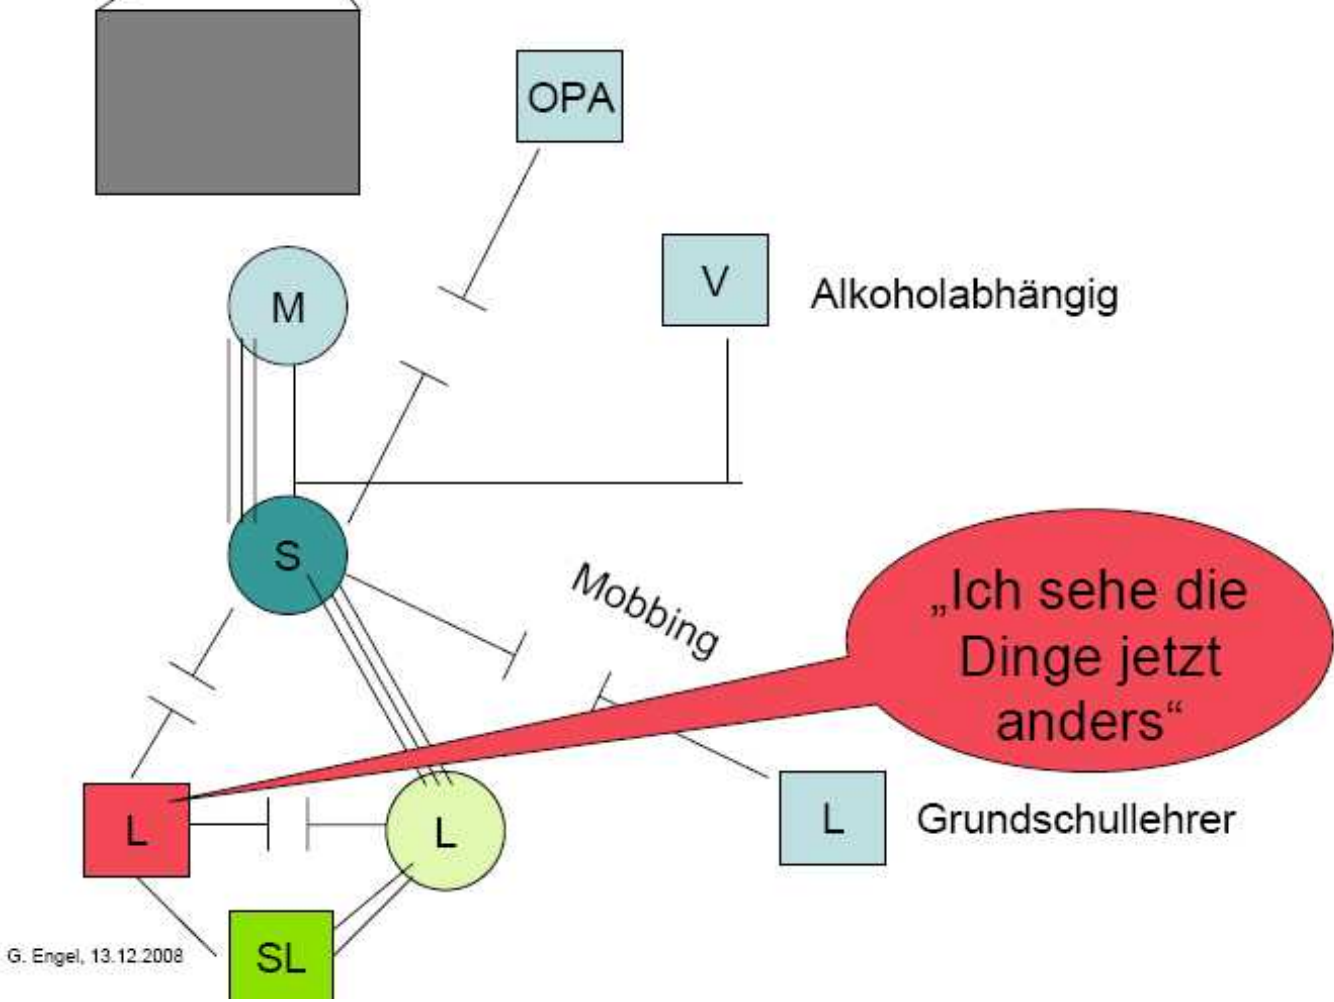 OPA
V
Alkoholabhängig
M
S
Mobbing
„Ich sehe die
Dinge jetzt
anders“
L
L
L
Grundschullehrer
SL
G. Engel, 13.12.2008